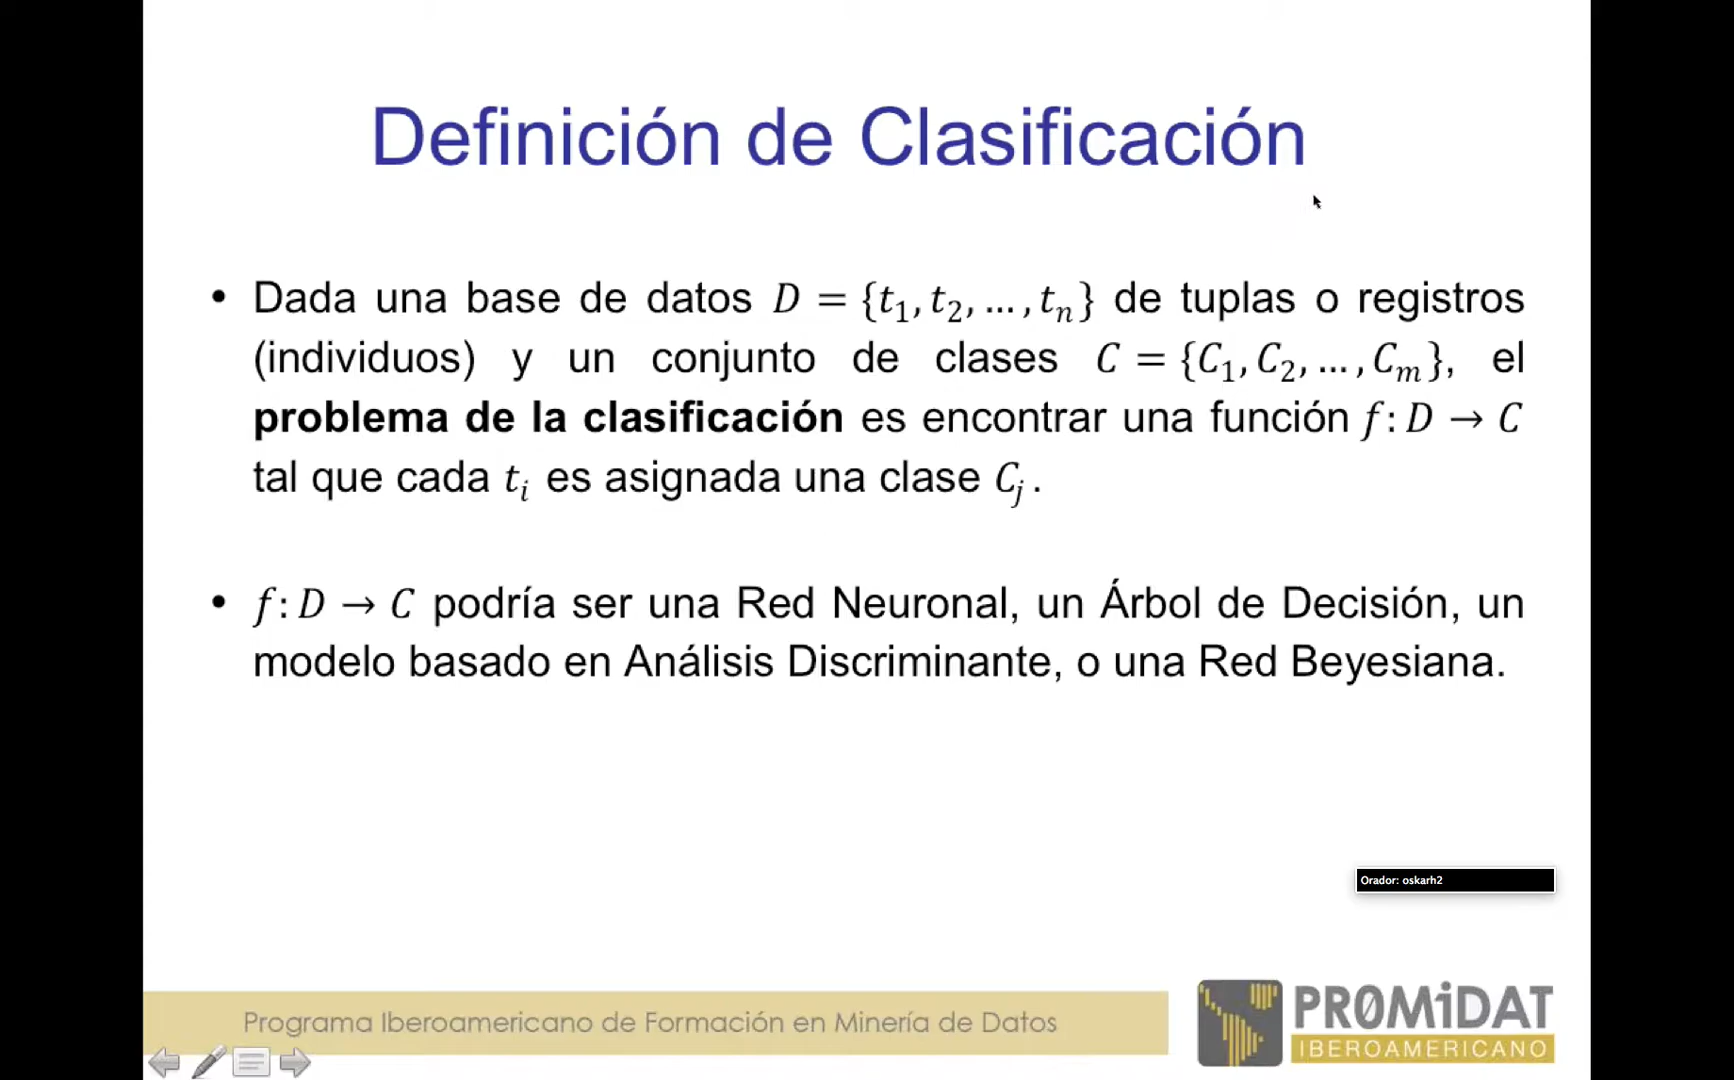 Definición de Clasificación
• Dada una base de datos D = {t₁, t₂, … , tₙ} de tuplas o registros
(individuos) y un conjunto de clases C = {C₁, C₂, … , Cₘ}, el
problema de la clasificación es encontrar una función f: D → C
tal que cada tᵢ es asignada una clase Cⱼ .
• f: D → C podría ser una Red Neuronal, un Árbol de Decisión, un
modelo basado en Análisis Discriminante, o una Red Beyesiana.
Orador: oskarh2
Programa Iberoamericano de Formación en Minería de Datos
PR0MiDAT
IBEROAMERICANO